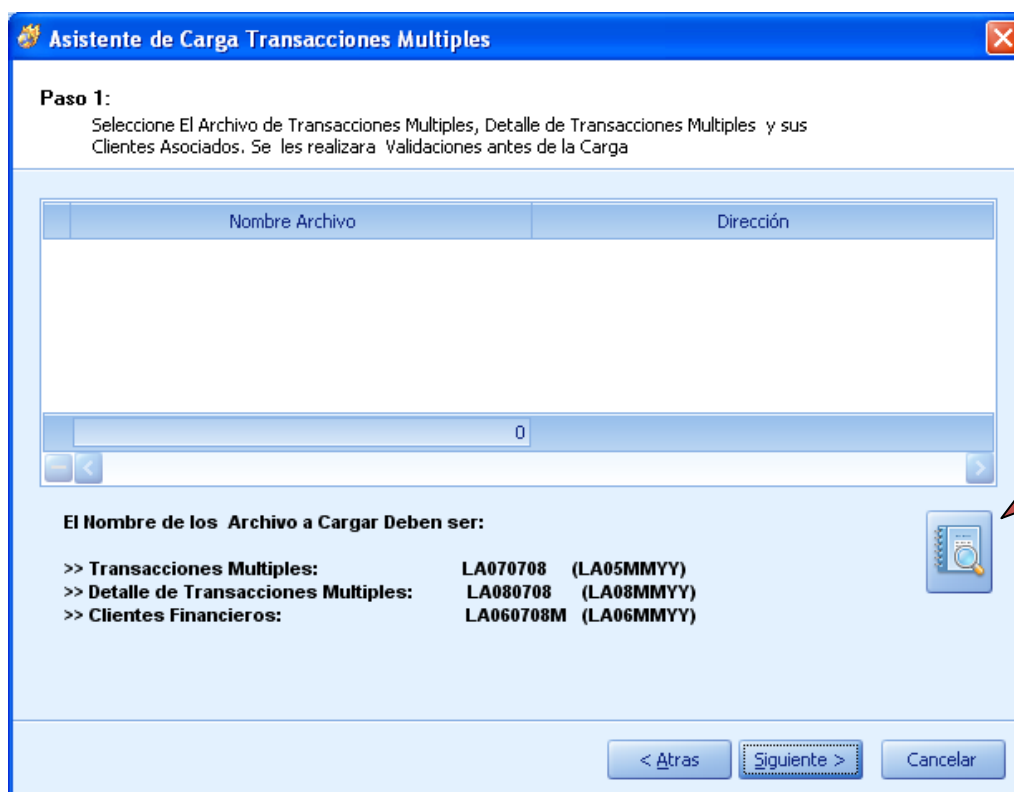 Asistente de Carga Transacciones Multiples
Paso 1:
Seleccione El Archivo de Transacciones Multiples, Detalle de Transacciones Multiples y sus
Clientes Asociados. Se les realizara Validaciones antes de la Carga
Nombre Archivo Dirección
0
El Nombre de los Archivo a Cargar Deben ser:
>> Transacciones Multiples: LA070708 (LA05MMYY)
>> Detalle de Transacciones Multiples: LA080708 (LA08MMYY)
>> Clientes Financieros: LA060708M (LA06MMYY)
< Atras Siguiente > Cancelar